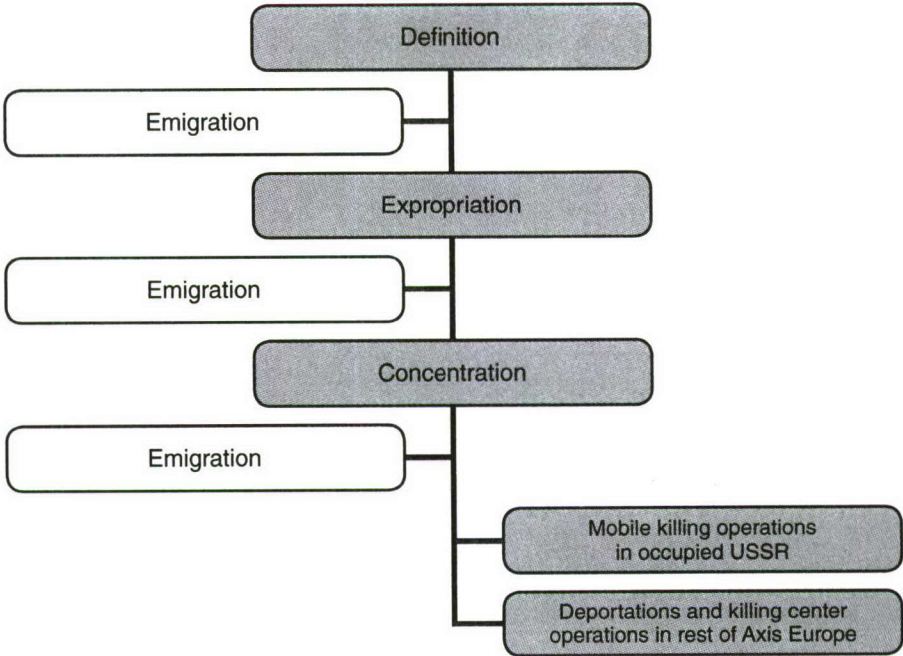 Definition
Emigration
Expropriation
Emigration
Concentration
Emigration
Mobile killing operations
in occupied USSR
Deportations and killing center
operations in rest of Axis Europe